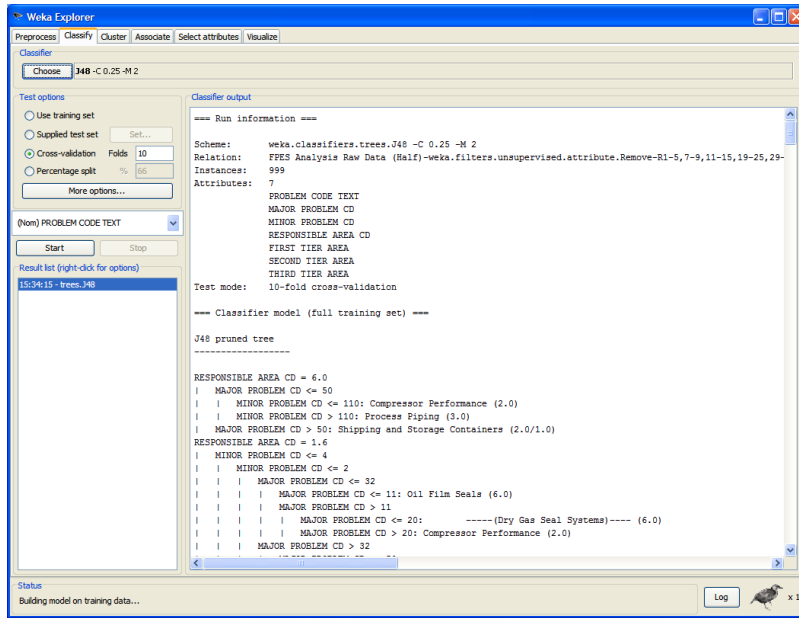 Weka Explorer
Preprocess Classify Cluster Associate Select attributes Visualize
Classifier
Choose J48 -C 0.25 -M 2
Test options
Use training set
Supplied test set Set...
Cross-validation Folds 10
Percentage split % 66
More options...
(Nom) PROBLEM CODE TEXT
Start Stop
Result list (right-click for options)
15:34:15 - trees.J48
Classifier output
=== Run information ===
Scheme: weka.classifiers.trees.J48 -C 0.25 -M 2
Relation: FPES Analysis Raw Data (Half)-weka.filters.unsupervised.attribute.Remove-R1-5,7-9,11-15,19-25,29-
Instances: 999
Attributes: 7
PROBLEM CODE TEXT
MAJOR PROBLEM CD
MINOR PROBLEM CD
RESPONSIBLE AREA CD
FIRST TIER AREA
SECOND TIER AREA
THIRD TIER AREA
Test mode: 10-fold cross-validation
=== Classifier model (full training set) ===
J48 pruned tree
------------------
RESPONSIBLE AREA CD = 6.0
| MAJOR PROBLEM CD <= 50
| | MINOR PROBLEM CD <= 110: Compressor Performance (2.0)
| | MINOR PROBLEM CD > 110: Process Piping (3.0)
| MAJOR PROBLEM CD > 50: Shipping and Storage Containers (2.0/1.0)
RESPONSIBLE AREA CD = 1.6
| MINOR PROBLEM CD <= 4
| | MINOR PROBLEM CD <= 2
| | | MAJOR PROBLEM CD <= 32
| | | | MAJOR PROBLEM CD <= 11: Oil Film Seals (6.0)
| | | | MAJOR PROBLEM CD > 11
| | | | | MAJOR PROBLEM CD <= 20: -----(Dry Gas Seal Systems)---- (6.0)
| | | | | MAJOR PROBLEM CD > 20: Compressor Performance (2.0)
| | | MAJOR PROBLEM CD > 32
Status
Building model on training data...
Log
x 1